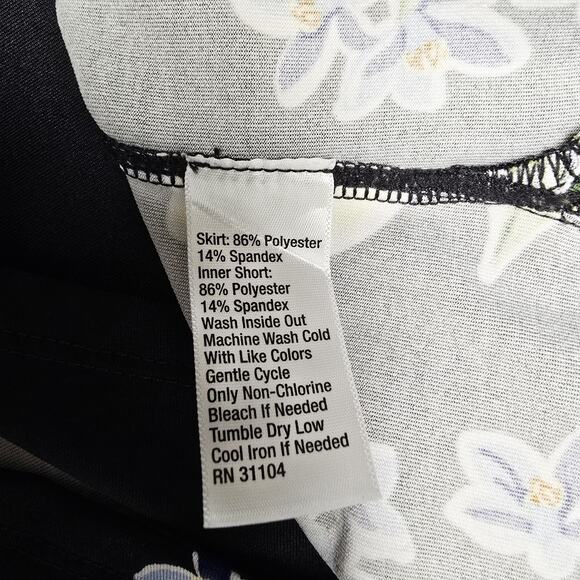 Skirt: 86% Polyester
14% Spandex
Inner Short:
86% Polyester
14% Spandex
Wash Inside Out
Machine Wash Cold
With Like Colors
Gentle Cycle
Only Non-Chlorine
Bleach If Needed
Tumble Dry Low
Cool Iron If Needed
RN 31104